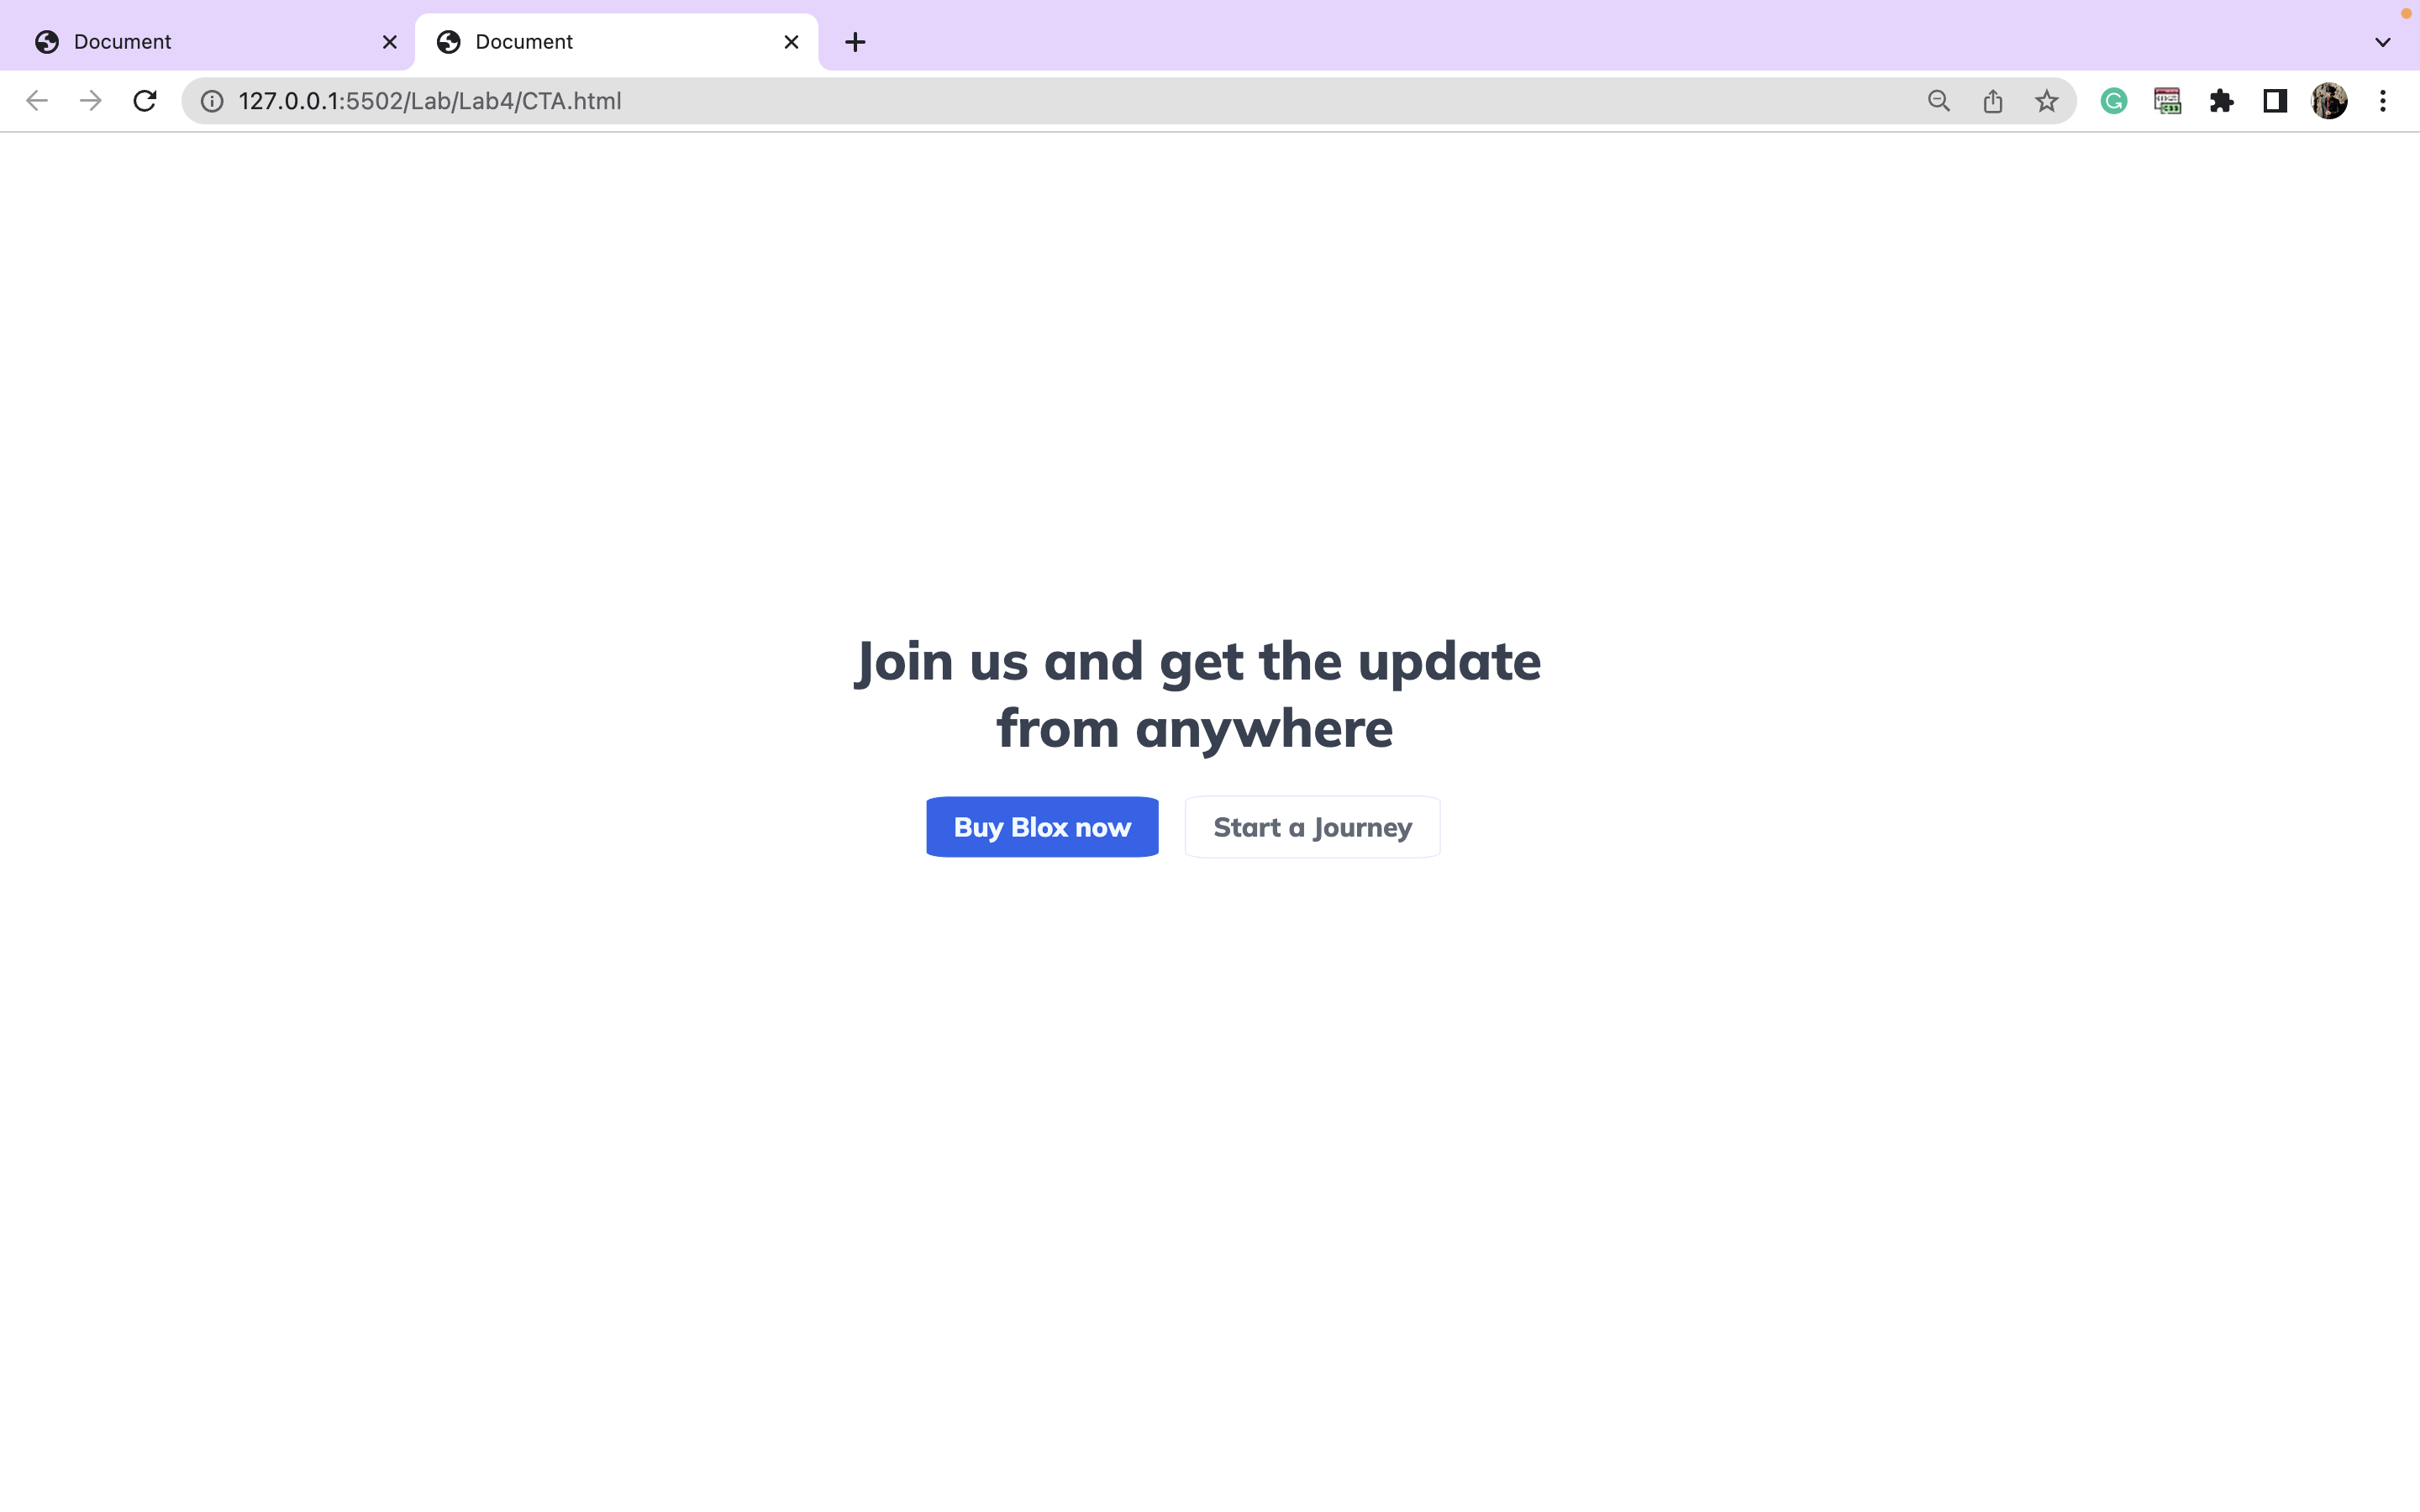 Document
Document
127.0.0.1:5502/Lab/Lab4/CTA.html
Join us and get the update
from anywhere
Buy Blox now
Start a Journey